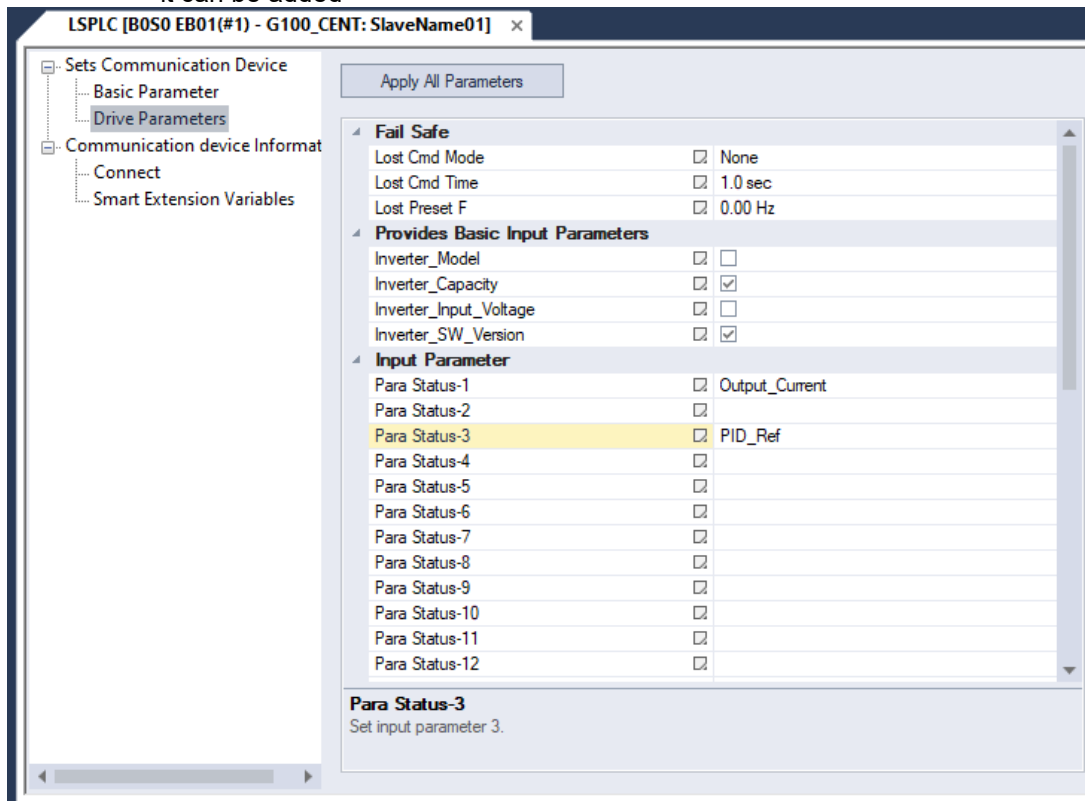 it can be added
LSPLC [B0S0 EB01(#1) - G100_CENT: SlaveName01] ×
Sets Communication Device
Basic Parameter
Drive Parameters
Communication device Informat
Connect
Smart Extension Variables
Apply All Parameters
Fail Safe
Lost Cmd Mode None
Lost Cmd Time 1.0 sec
Lost Preset F 0.00 Hz
Provides Basic Input Parameters
Inverter_Model
Inverter_Capacity
Inverter_Input_Voltage
Inverter_SW_Version
Input Parameter
Para Status-1 Output_Current
Para Status-2
Para Status-3 PID_Ref
Para Status-4
Para Status-5
Para Status-6
Para Status-7
Para Status-8
Para Status-9
Para Status-10
Para Status-11
Para Status-12
Para Status-3
Set input parameter 3.